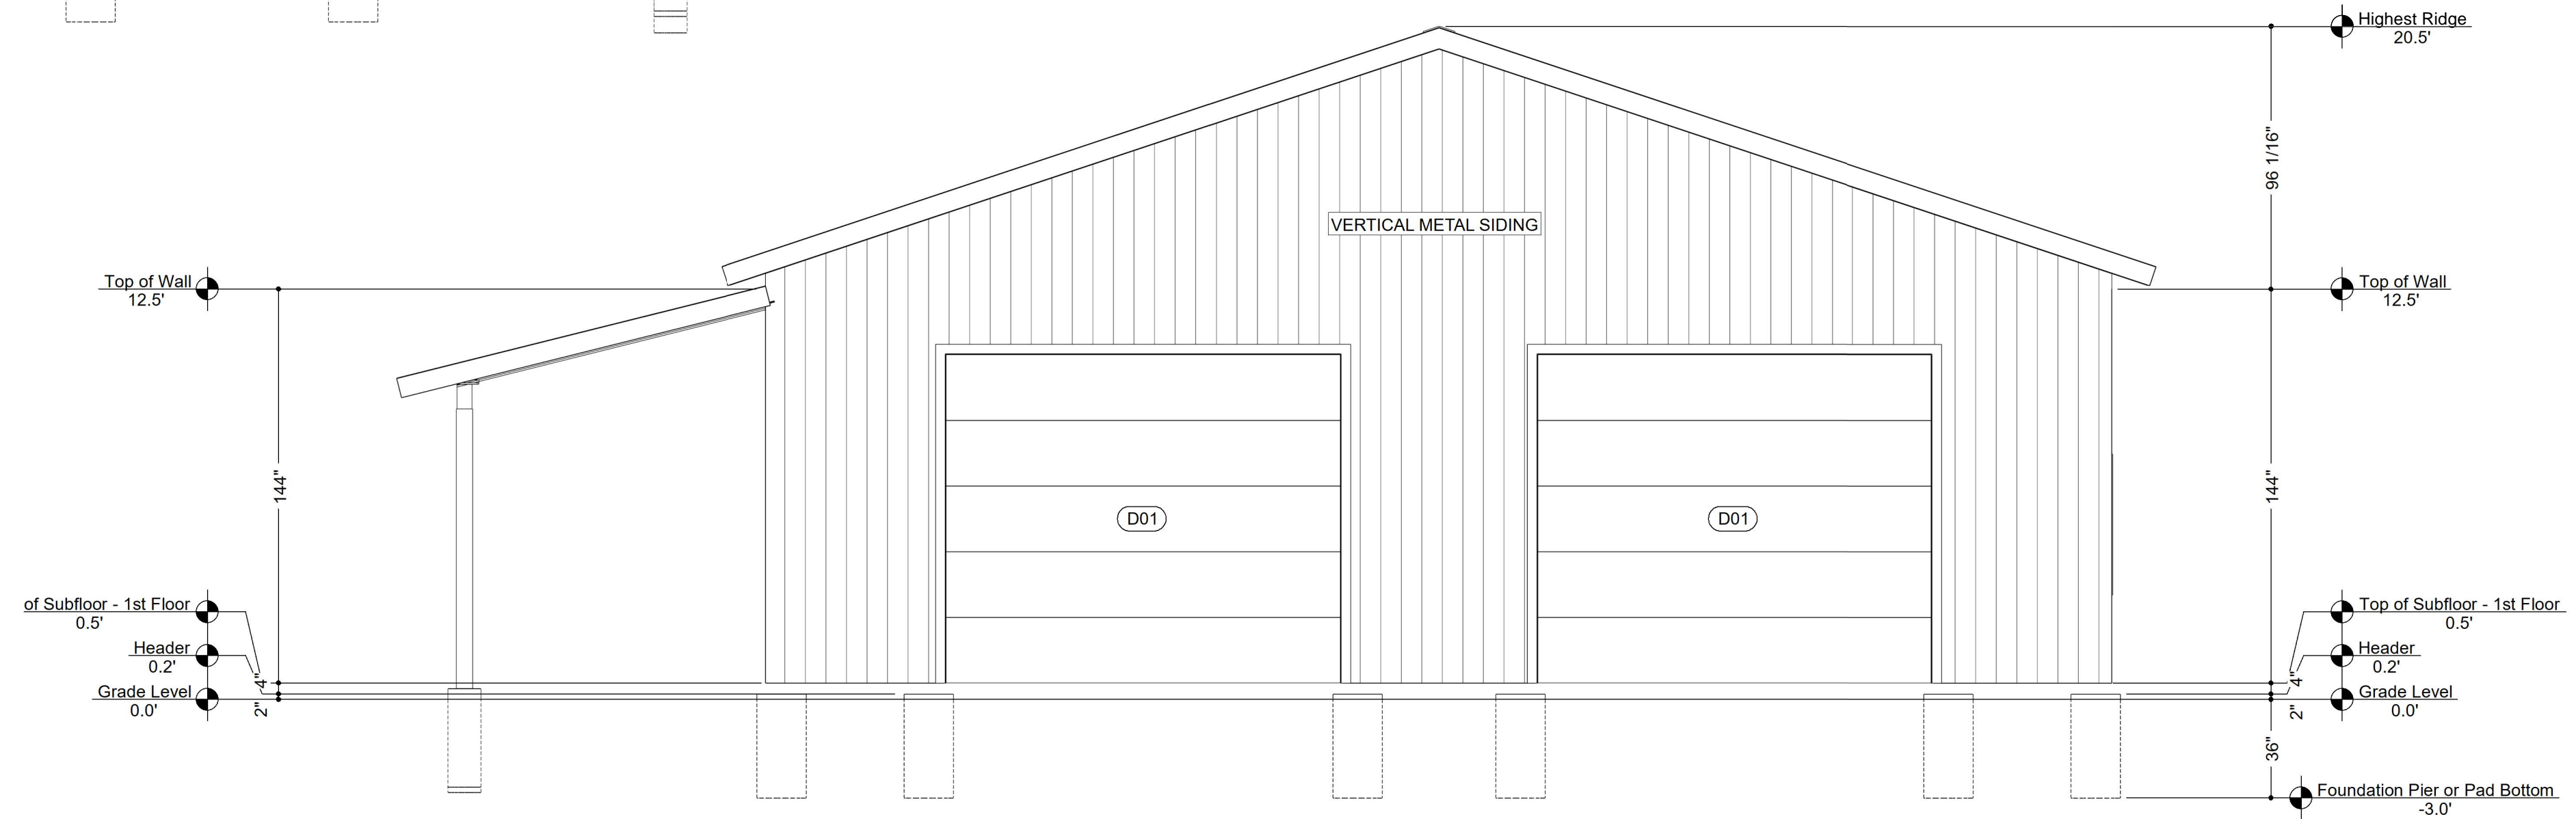 Highest Ridge
20.5'
96 1/16"
VERTICAL METAL SIDING
Top of Wall
12.5'
Top of Wall
12.5'
144"
144"
D01
D01
of Subfloor - 1st Floor
0.5'
Top of Subfloor - 1st Floor
0.5'
Header
0.2'
Header
0.2'
4"
4"
Grade Level
0.0'
Grade Level
0.0'
2"
2"
36"
Foundation Pier or Pad Bottom
-3.0'